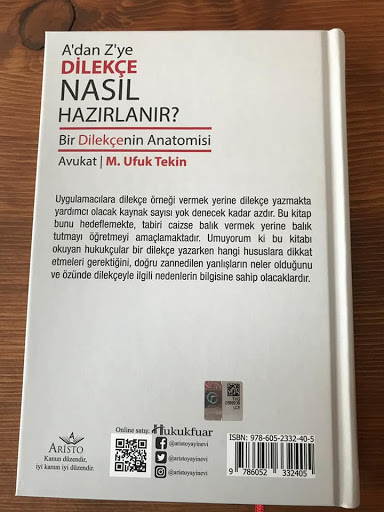 A'dan Z'ye
DİLEKÇE
NASIL
HAZIRLANIR?
Bir Dilekçenin Anatomisi
Avukat | M. Ufuk Tekin
Uygulamacılara dilekçe örneği vermek yerine dilekçe yazmakta
yardımcı olacak kaynak sayısı yok denecek kadar azdır. Bu kitap
bunu hedeflemekte, tabiri caizse balık vermek yerine balık
tutmayı öğretmeyi amaçlamaktadır. Umuyorum ki bu kitabı
okuyan hukukçular bir dilekçe yazarken hangi hususlara dikkat
etmeleri gerektiğini, doğru zannedilen yanlışların neler olduğunu
ve özünde dilekçeyle ilgili nedenlerin bilgisine sahip olacaklardır.
ARİSTO
Kanun düzendir,
iyi kanun iyi düzendir.
Online satış: Hukukfuar
@aristoyayinevi
@aristoyayinevi
@aristoyayinevi
ISBN: 978-605-2332-40-5
9 786052 332405